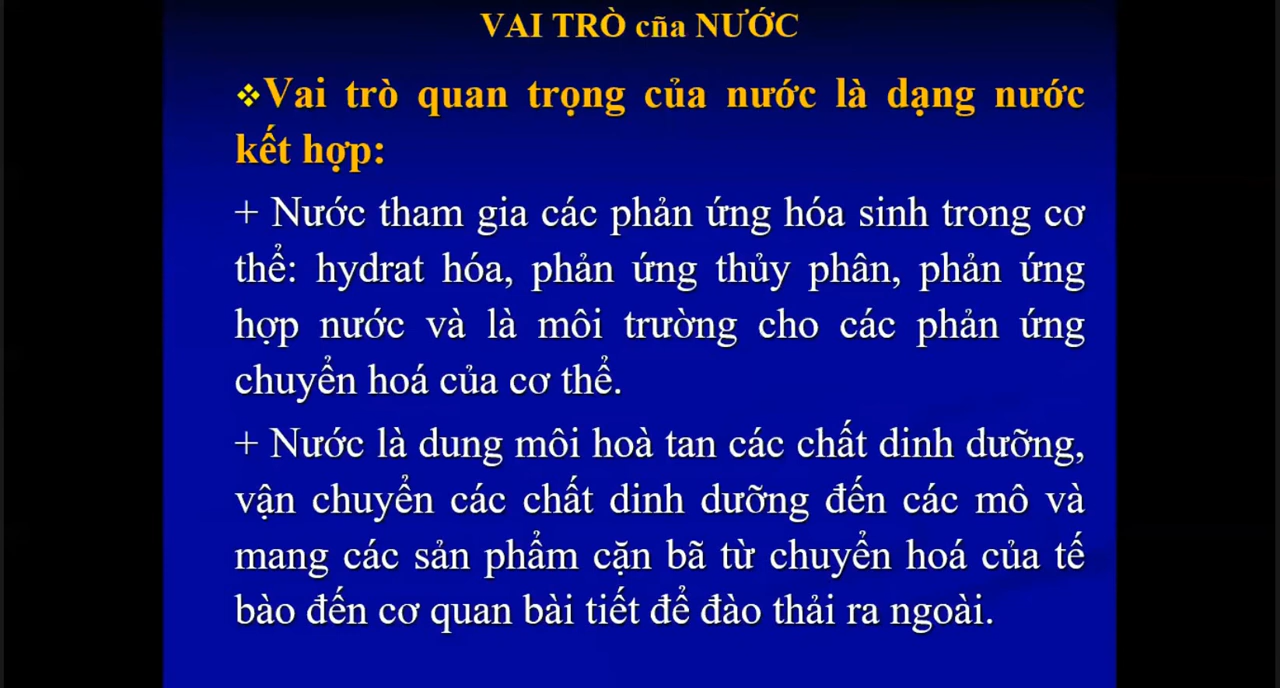 VAI TRÒ cña NƯỚC
❖Vai trò quan trọng của nước là dạng nước
kết hợp:
+ Nước tham gia các phản ứng hóa sinh trong cơ
thể: hydrat hóa, phản ứng thủy phân, phản ứng
hợp nước và là môi trường cho các phản ứng
chuyển hoá của cơ thể.
+ Nước là dung môi hoà tan các chất dinh dưỡng,
vận chuyển các chất dinh dưỡng đến các mô và
mang các sản phẩm cặn bã từ chuyển hoá của tế
bào đến cơ quan bài tiết để đào thải ra ngoài.